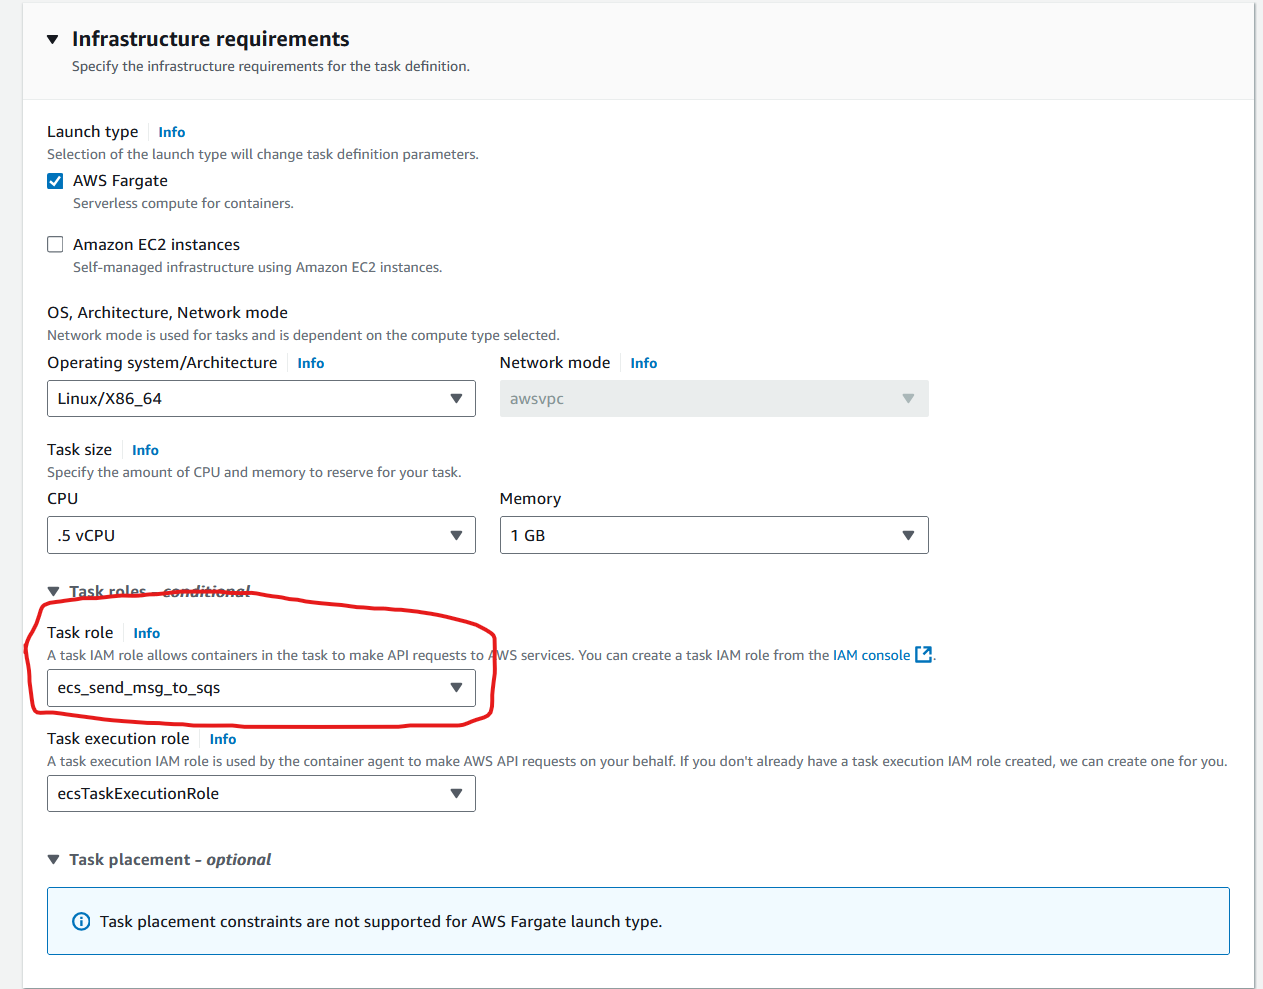 Infrastructure requirements
Specify the infrastructure requirements for the task definition.
Launch type Info
Selection of the launch type will change task definition parameters.
AWS Fargate
Serverless compute for containers.
Amazon EC2 instances
Self-managed infrastructure using Amazon EC2 instances.
OS, Architecture, Network mode
Network mode is used for tasks and is dependent on the compute type selected.
Operating system/Architecture Info Network mode Info
Linux/X86_64 awsvpc
Task size Info
Specify the amount of CPU and memory to reserve for your task.
CPU Memory
.5 vCPU 1 GB
Task roles - conditional
Task role Info
A task IAM role allows containers in the task to make API requests to AWS services. You can create a task IAM role from the IAM console.
ecs_send_msg_to_sqs
Task execution role Info
A task execution IAM role is used by the container agent to make AWS API requests on your behalf. If you don't already have a task execution IAM role created, we can create one for you.
ecsTaskExecutionRole
Task placement - optional
Task placement constraints are not supported for AWS Fargate launch type.